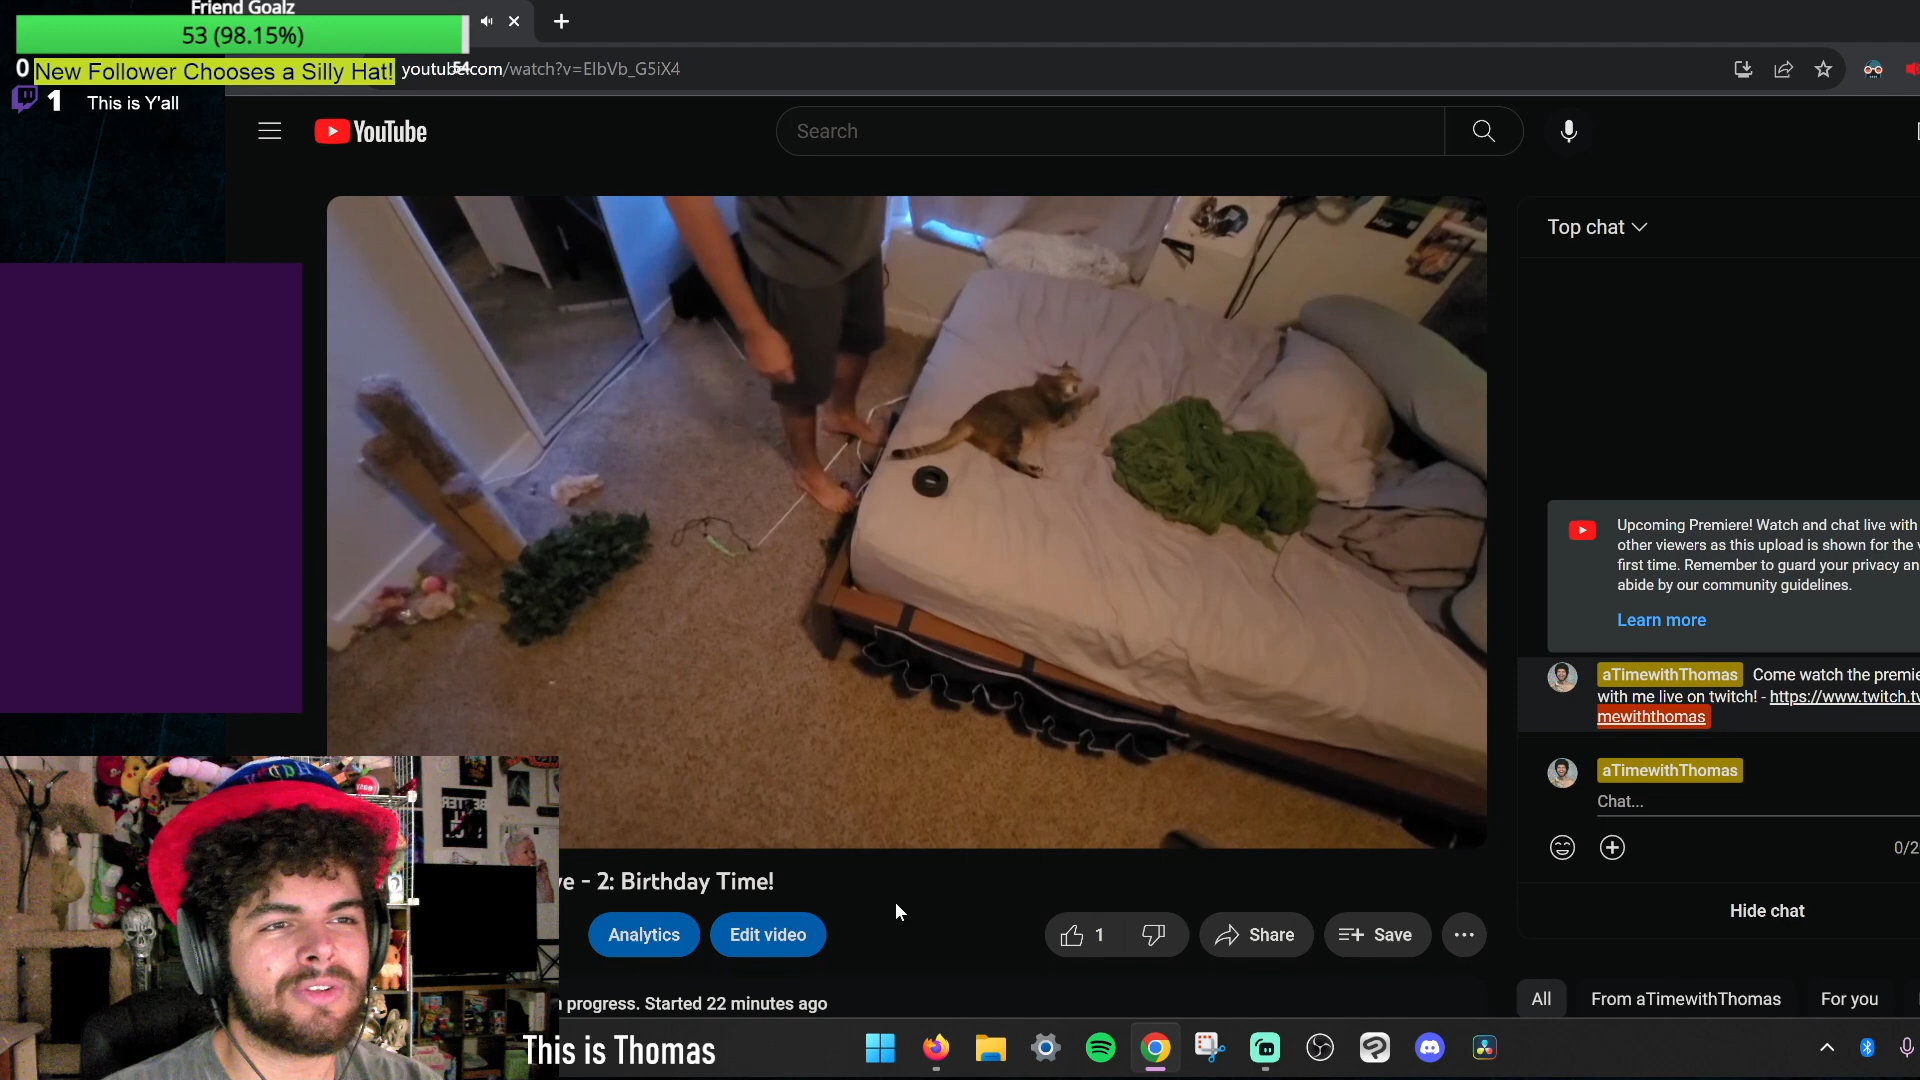 Friend Goalz
53 (98.15%)
0
54
New Follower Chooses a Silly Hat!
youtube.com/watch?v=EIbVb_G5iX4
1
This is Y'all
YouTube
Search
Top chat
Upcoming Premiere! Watch and chat live with
other viewers as this upload is shown for the
first time. Remember to guard your privacy an
abide by our community guidelines.
Learn more
aTimewithThomas Come watch the premie
with me live on twitch! - https://www.twitch.tv
mewiththomas
aTimewithThomas
Chat...
0/2
Hide chat
ve - 2: Birthday Time!
Analytics
Edit video
1
Share
Save
progress. Started 22 minutes ago
All
From aTimewithThomas
For you
This is Thomas